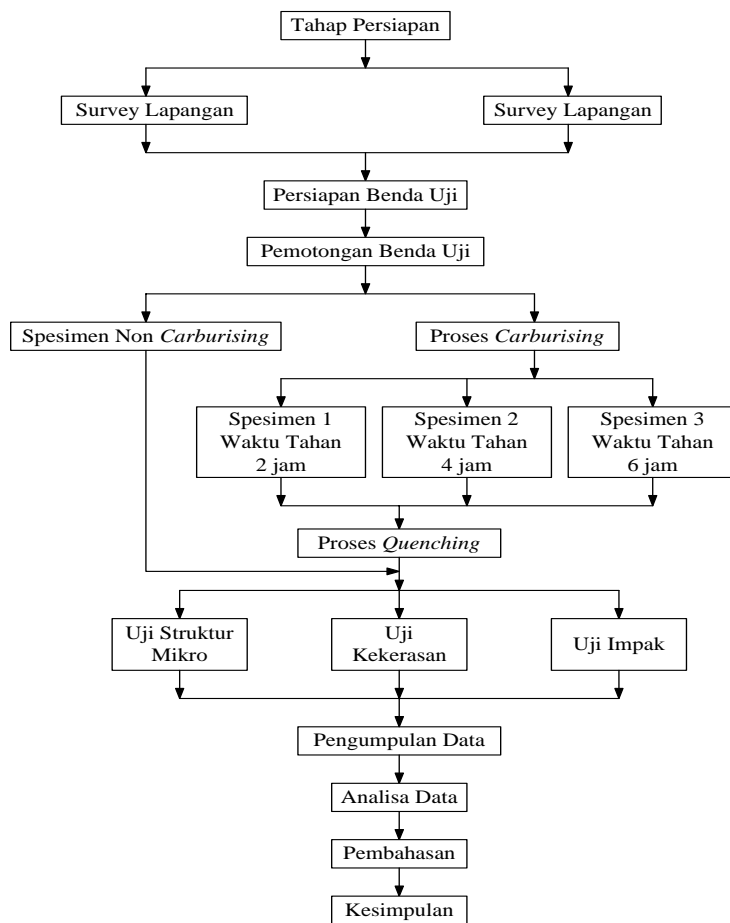 Tahap Persiapan
Survey Lapangan
Survey Lapangan
Persiapan Benda Uji
Pemotongan Benda Uji
Spesimen Non Carburising
Proses Carburising
Spesimen 1
Waktu Tahan
2 jam
Spesimen 2
Waktu Tahan
4 jam
Spesimen 3
Waktu Tahan
6 jam
Proses Quenching
Uji Struktur
Mikro
Uji
Kekerasan
Uji Impak
Pengumpulan Data
Analisa Data
Pembahasan
Kesimpulan